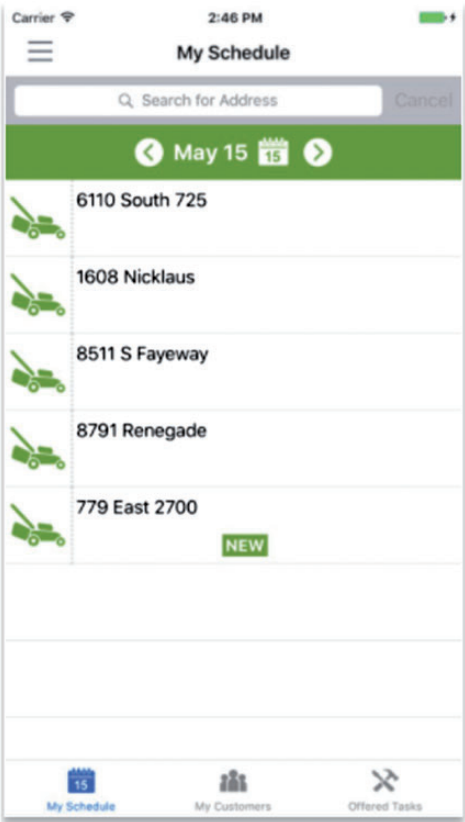 Carrier 2:46 PM
My Schedule
Search for Address Cancel
May 15 15
6110 South 725
1608 Nicklaus
8511 S Fayeway
8791 Renegade
779 East 2700
NEW
15
My Schedule My Customers Offered Tasks